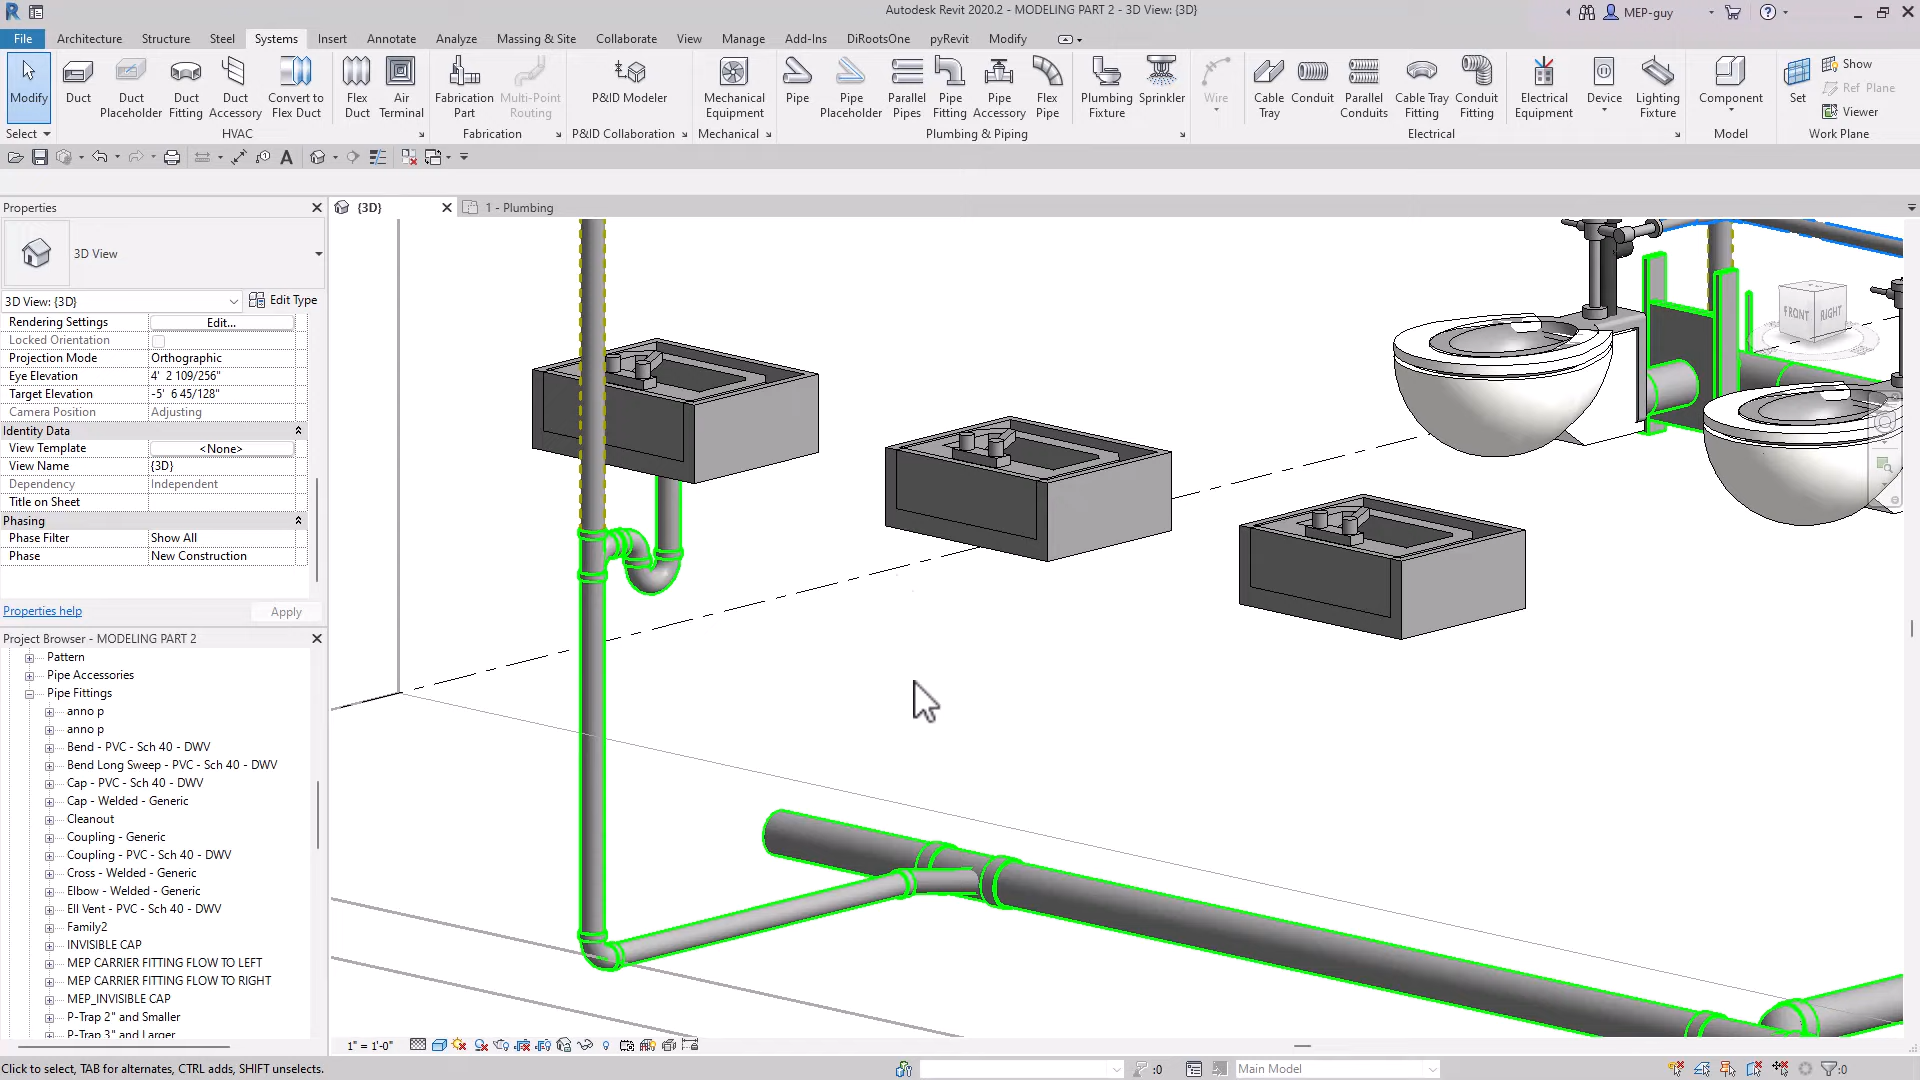 Autodesk Revit 2020.2 - MODELING PART 2 - 3D View: {3D}
MEP-guy
File Architecture Structure Steel Systems Insert Annotate Analyze Massing & Site Collaborate View Manage Add-Ins DiRootsOne pyRevit Modify
Modify
Duct
Duct Placeholder
Duct Fitting
Duct Accessory
Convert to Flex Duct
Flex Duct
Air Terminal
Fabrication Part
Multi-Point Routing
P&ID Modeler
Mechanical Equipment
Pipe
Pipe Placeholder
Parallel Pipes
Pipe Fitting
Pipe Accessory
Flex Pipe
Plumbing Fixture
Sprinkler
Wire
Cable Tray
Conduit
Parallel Conduits
Cable Tray Fitting
Conduit Fitting
Electrical Equipment
Device
Lighting Fixture
Component
Set
Show
Ref Plane
Viewer
Select HVAC Fabrication P&ID Collaboration Mechanical Plumbing & Piping Electrical Model Work Plane
Properties
{3D}
1 - Plumbing
3D View
3D View: {3D}
Edit Type
Rendering Settings Edit...
Locked Orientation
Projection Mode Orthographic
Eye Elevation 4' 2 109/256"
Target Elevation -5' 6 45/128"
Camera Position Adjusting
Identity Data
View Template <None>
View Name {3D}
Dependency Independent
Title on Sheet
Phasing
Phase Filter Show All
Phase New Construction
Properties help Apply
Project Browser - MODELING PART 2
Pattern
Pipe Accessories
Pipe Fittings
anno p
anno p
Bend - PVC - Sch 40 - DWV
Bend Long Sweep - PVC - Sch 40 - DWV
Cap - PVC - Sch 40 - DWV
Cap - Welded - Generic
Cleanout
Coupling - Generic
Coupling - PVC - Sch 40 - DWV
Cross - Welded - Generic
Elbow - Welded - Generic
Ell Vent - PVC - Sch 40 - DWV
Family2
INVISIBLE CAP
MEP CARRIER FITTING FLOW TO LEFT
MEP CARRIER FITTING FLOW TO RIGHT
MEP_INVISIBLE CAP
P-Trap 2" and Smaller
P-Trap 3" and Larger
FRONT RIGHT
1" = 1'-0"
Click to select, TAB for alternates, CTRL adds, SHIFT unselects.
:0
Main Model
:0